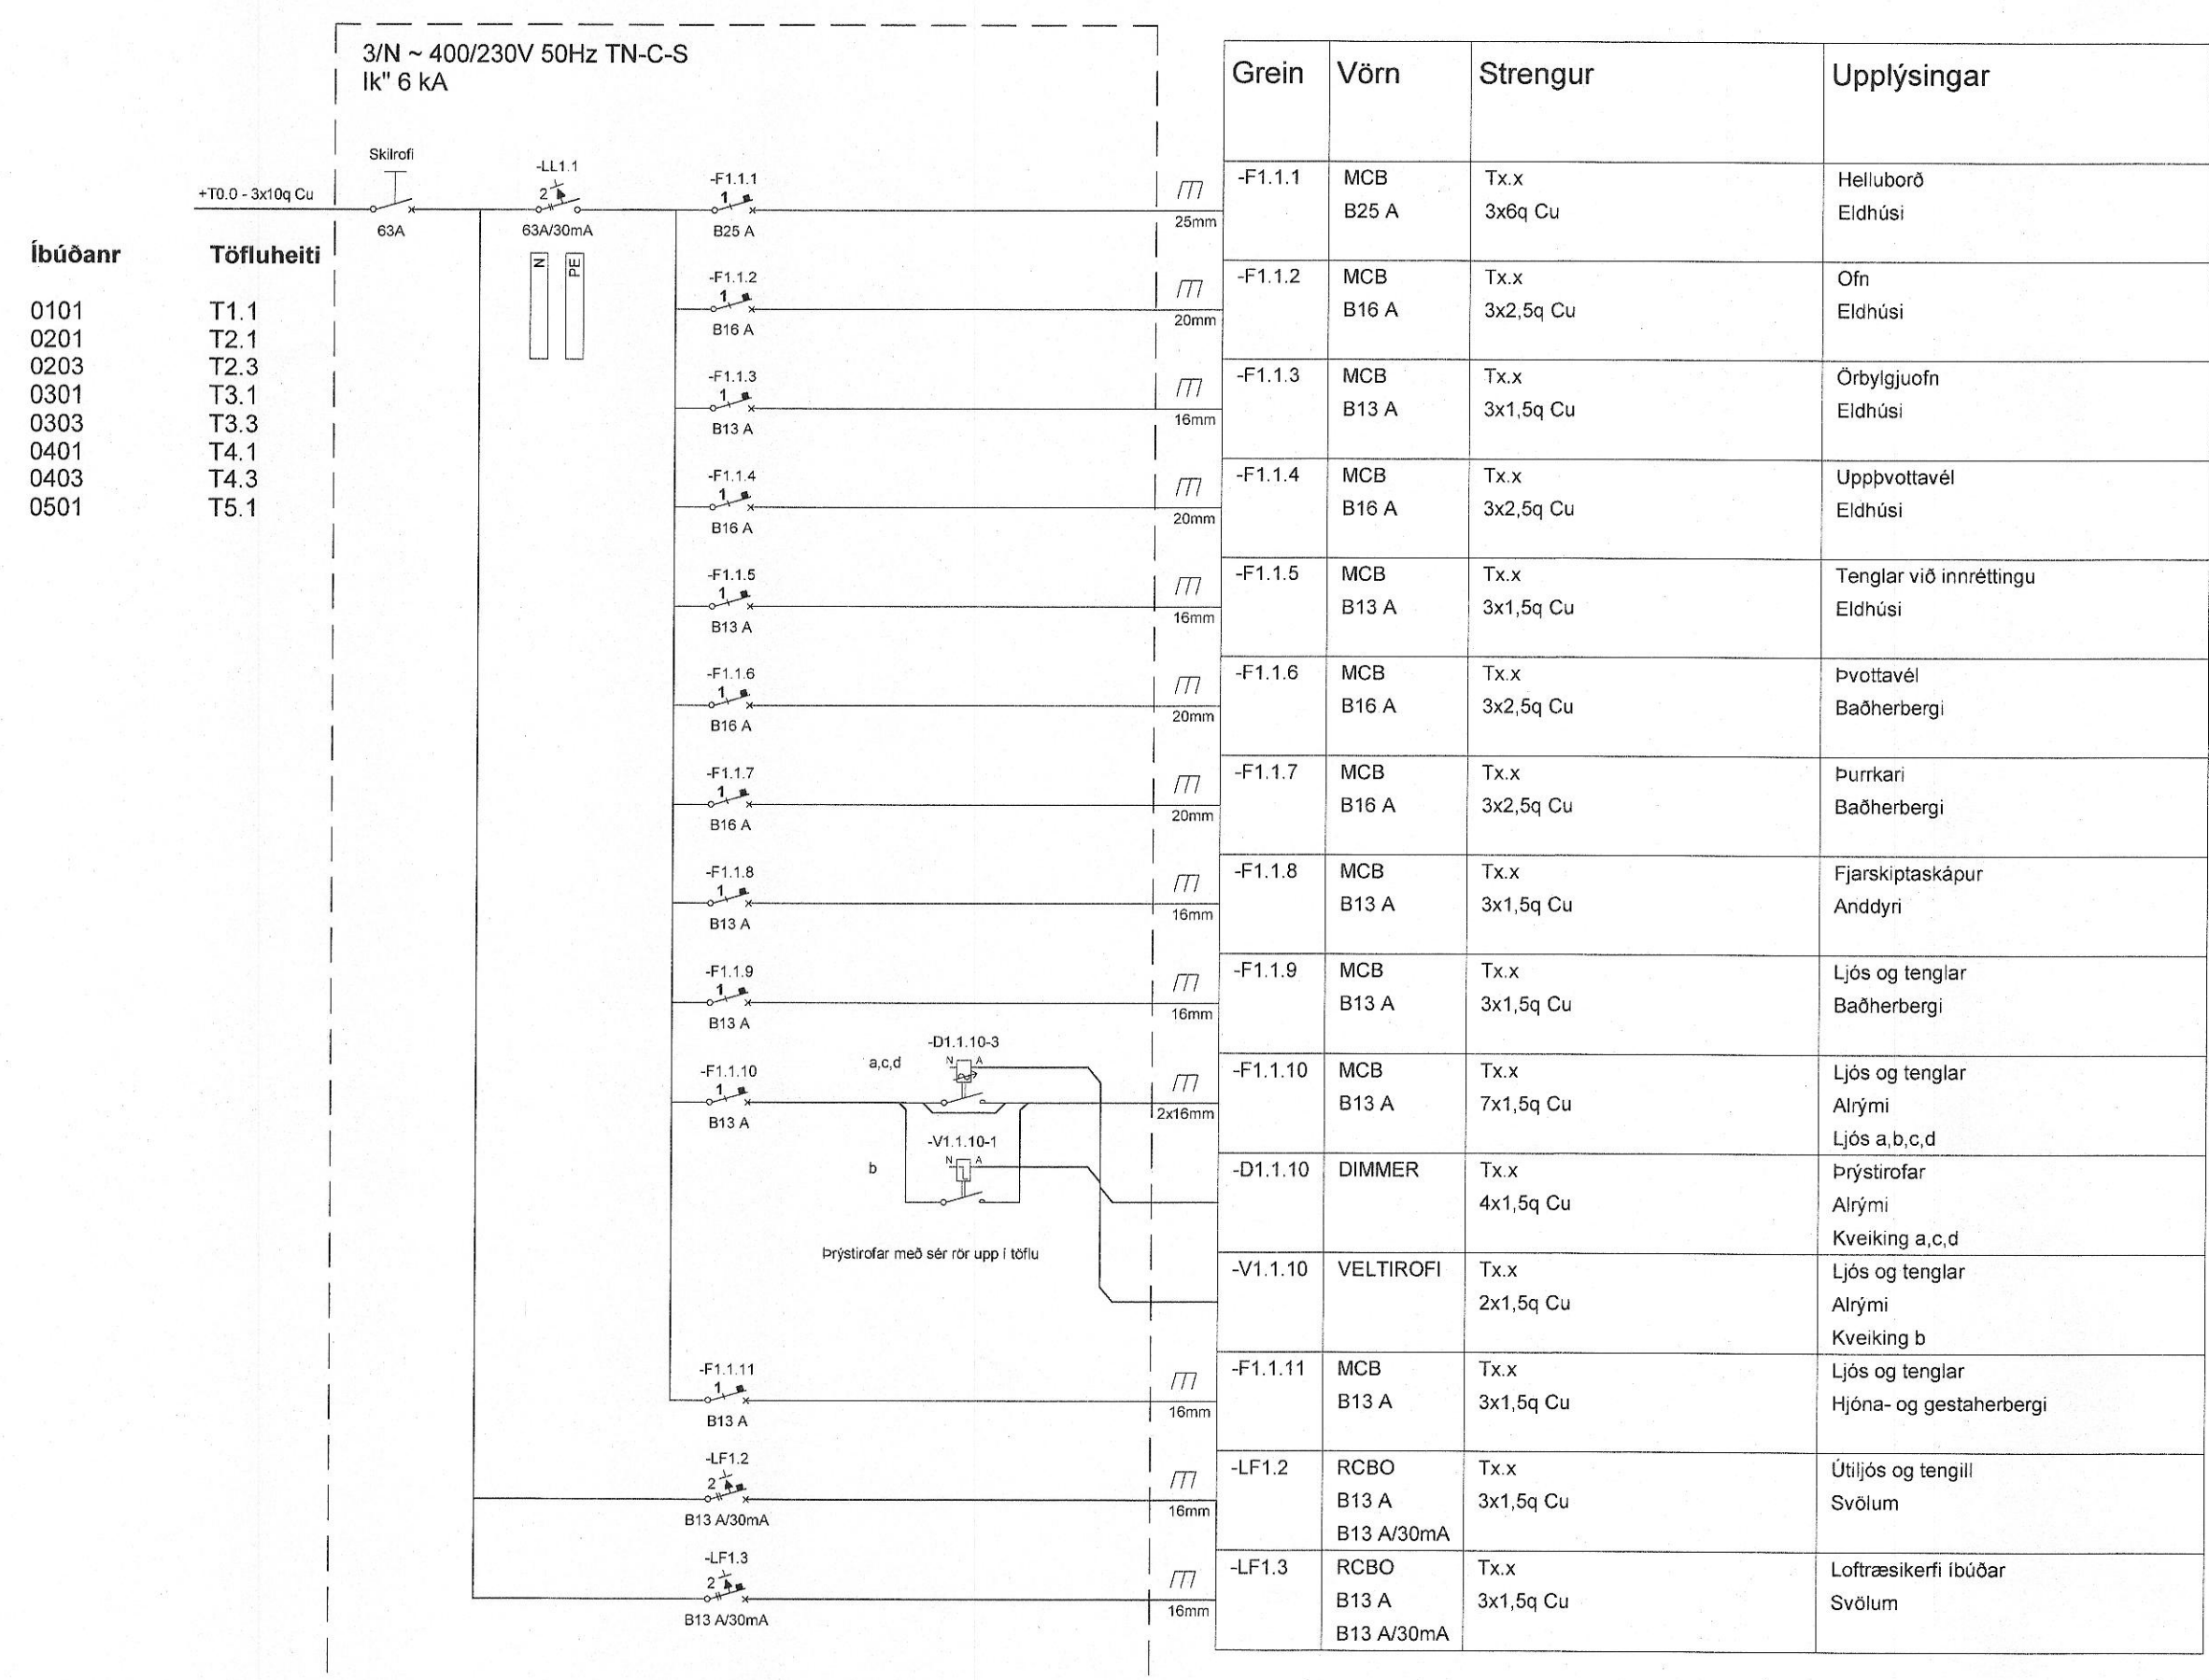 3/N ~ 400/230V 50Hz TN-C-S
Ik" 6 kA
Skilrofi
+T0.0 - 3x10q Cu
63A
-LL1.1
2
63A/30mA
N
PE
Íbúðanr Töfluheiti
0101 T1.1
0201 T2.1
0203 T2.3
0301 T3.1
0303 T3.3
0401 T4.1
0403 T4.3
0501 T5.1
-F1.1.1
1
B25 A
25mm
-F1.1.2
1
B16 A
20mm
-F1.1.3
1
B13 A
16mm
-F1.1.4
1
B16 A
20mm
-F1.1.5
1
B13 A
16mm
-F1.1.6
1
B16 A
20mm
-F1.1.7
1
B16 A
20mm
-F1.1.8
1
B13 A
16mm
-F1.1.9
1
B13 A
16mm
-F1.1.10
1
B13 A
a,c,d
-D1.1.10-3
N A
2x16mm
-V1.1.10-1
b
N A
Þrýstirofar með sér rör upp í töflu
-F1.1.11
1
B13 A
16mm
-LF1.2
2
B13 A/30mA
16mm
-LF1.3
2
B13 A/30mA
16mm
Grein Vörn Strengur Upplýsingar
-F1.1.1 MCB Tx.x Helluborð
B25 A 3x6q Cu Eldhúsi
-F1.1.2 MCB Tx.x Ofn
B16 A 3x2,5q Cu Eldhúsi
-F1.1.3 MCB Tx.x Örbylgjuofn
B13 A 3x1,5q Cu Eldhúsi
-F1.1.4 MCB Tx.x Uppþvottavél
B16 A 3x2,5q Cu Eldhúsi
-F1.1.5 MCB Tx.x Tenglar við innréttingu
B13 A 3x1,5q Cu Eldhúsi
-F1.1.6 MCB Tx.x Þvottavél
B16 A 3x2,5q Cu Baðherbergi
-F1.1.7 MCB Tx.x Þurrkari
B16 A 3x2,5q Cu Baðherbergi
-F1.1.8 MCB Tx.x Fjarskiptaskápur
B13 A 3x1,5q Cu Anddyri
-F1.1.9 MCB Tx.x Ljós og tenglar
B13 A 3x1,5q Cu Baðherbergi
-F1.1.10 MCB Tx.x Ljós og tenglar
B13 A 7x1,5q Cu Alrými
Ljós a,b,c,d
-D1.1.10 DIMMER Tx.x Þrýstirofar
4x1,5q Cu Alrými
Kveiking a,c,d
-V1.1.10 VELTIROFI Tx.x Ljós og tenglar
2x1,5q Cu Alrými
Kveiking b
-F1.1.11 MCB Tx.x Ljós og tenglar
B13 A 3x1,5q Cu Hjóna- og gestaherbergi
-LF1.2 RCBO Tx.x Útiljós og tengill
B13 A 3x1,5q Cu Svölum
B13 A/30mA
-LF1.3 RCBO Tx.x Loftræsikerfi íbúðar
B13 A 3x1,5q Cu Svölum
B13 A/30mA